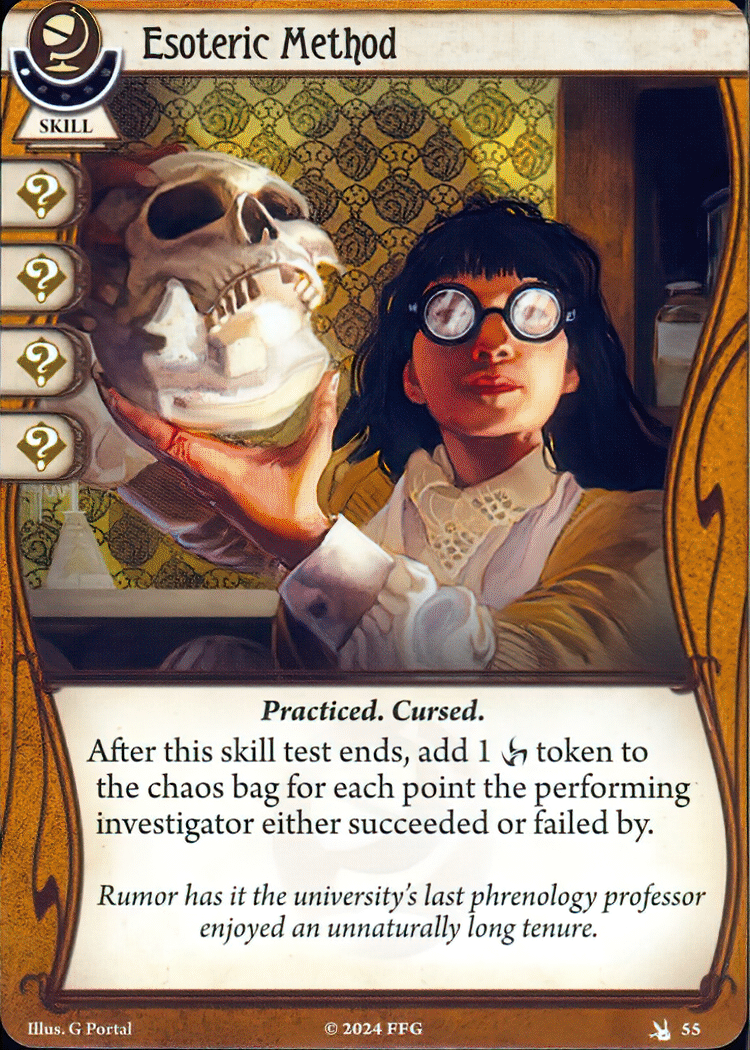 Esoteric Method
SKILL
?
?
?
?
Practiced. Cursed.
After this skill test ends, add 1 token to
the chaos bag for each point the performing
investigator either succeeded or failed by.
Rumor has it the university's last phrenology professor
enjoyed an unnaturally long tenure.
Illus. G Portal © 2024 FFG 55